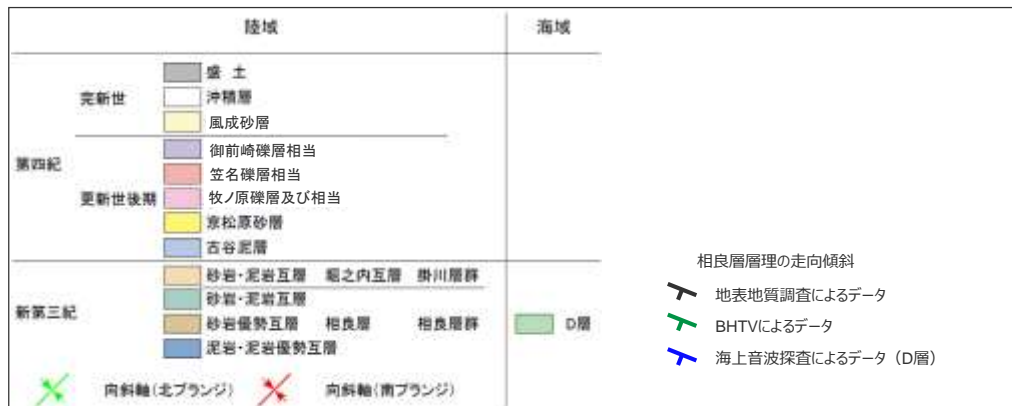 陸域 海域
盛 土
完新世 沖積層
風成砂層
第四紀 御前崎礫層相当
笠名礫層相当
更新世後期 牧ノ原礫層及び相当
京松原砂層
古谷泥層
砂岩・泥岩互層 堀之内互層 掛川層群
新第三紀 砂岩・泥岩互層
砂岩優勢互層 相良層 相良層群 D層
泥岩・泥岩優勢互層
向斜軸(北プランジ) 向斜軸(南プランジ)
相良層層理の走向傾斜
地表地質調査によるデータ
BHTVによるデータ
海上音波探査によるデータ（D層）